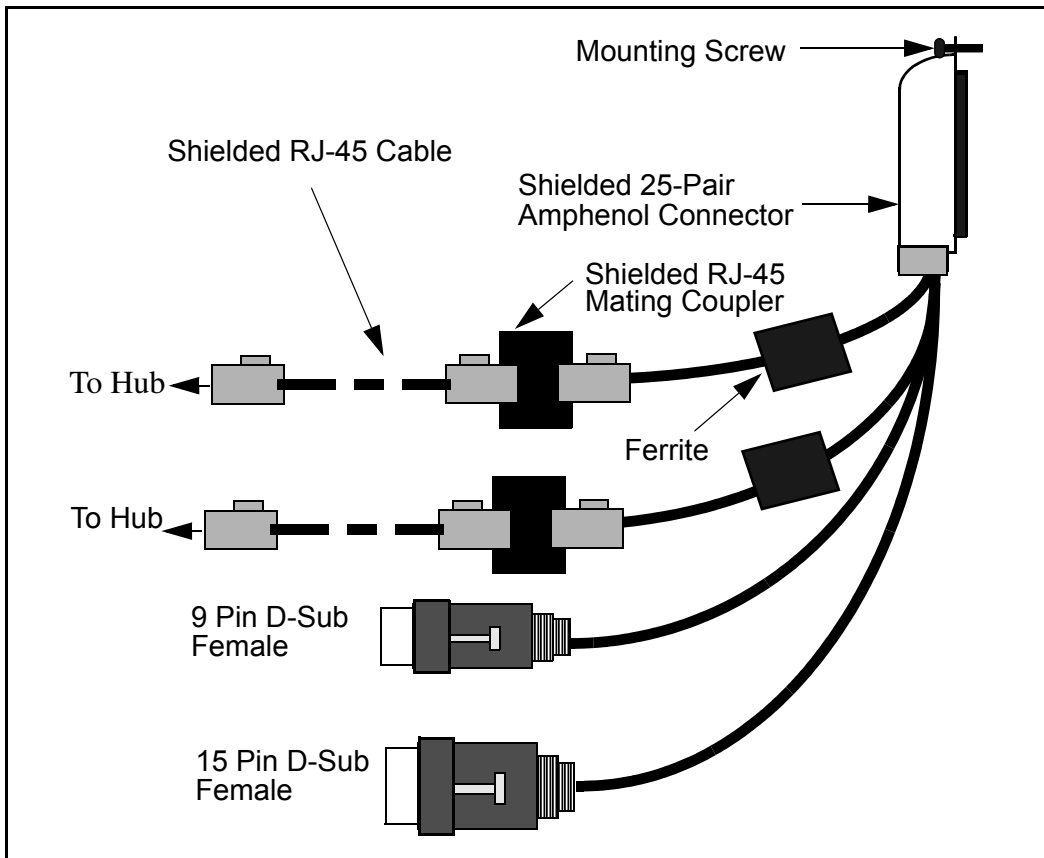 Mounting Screw
Shielded RJ-45 Cable
Shielded 25-Pair
Amphenol Connector
Shielded RJ-45
Mating Coupler
To Hub
Ferrite
To Hub
9 Pin D-Sub
Female
15 Pin D-Sub
Female